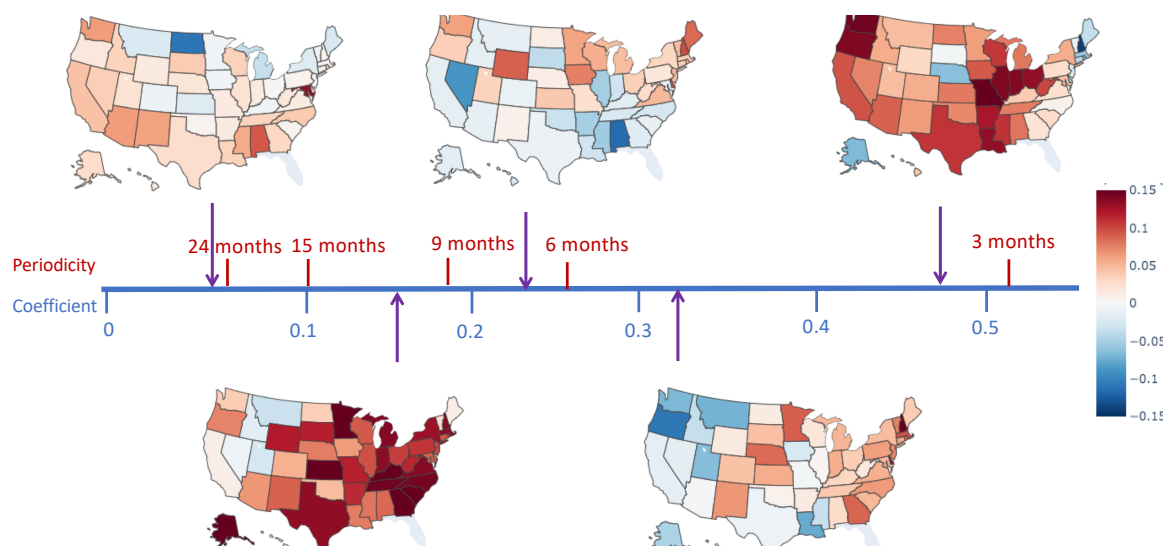 24 months
15 months
9 months
6 months
3 months
Periodicity
Coefficient
0
0.1
0.2
0.3
0.4
0.5
0.15
0.1
0.05
0
−0.05
−0.1
−0.15